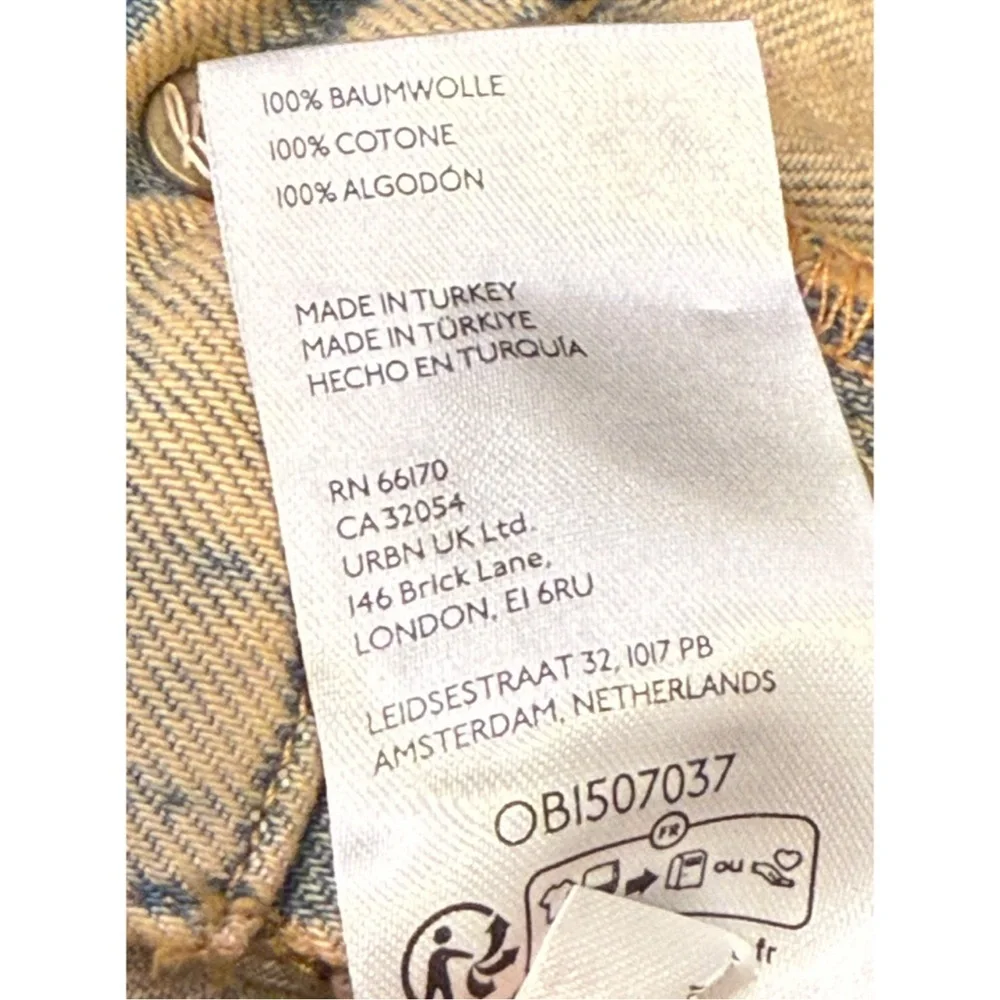 100% BAUMWOLLE
100% COTONE
100% ALGODÓN
MADE IN TURKEY
MADE IN TÜRKIYE
HECHO EN TURQUÍA
RN 66170
CA 32054
URBN UK Ltd.
146 Brick Lane,
LONDON, E1 6RU
LEIDSESTRAAT 32, 1017 PB
AMSTERDAM, NETHERLANDS
OB1507037
FR
ou
fr